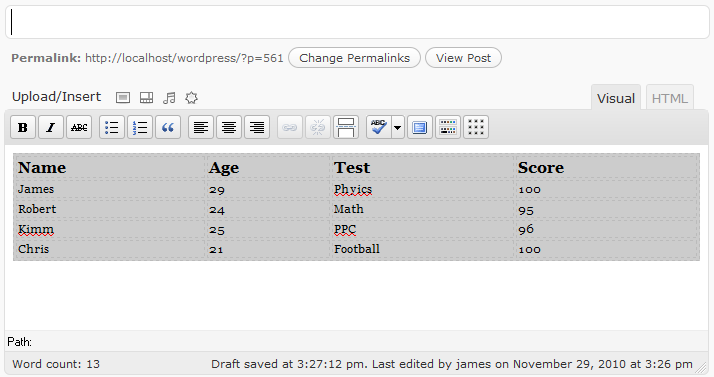 Permalink: http://localhost/wordpress/?p=561 Change Permalinks View Post
Upload/Insert Visual HTML
B I ABC ABC
Name Age Test Score
James 29 Phyics 100
Robert 24 Math 95
Kimm 25 PPC 96
Chris 21 Football 100
Path:
Word count: 13 Draft saved at 3:27:12 pm. Last edited by james on November 29, 2010 at 3:26 pm